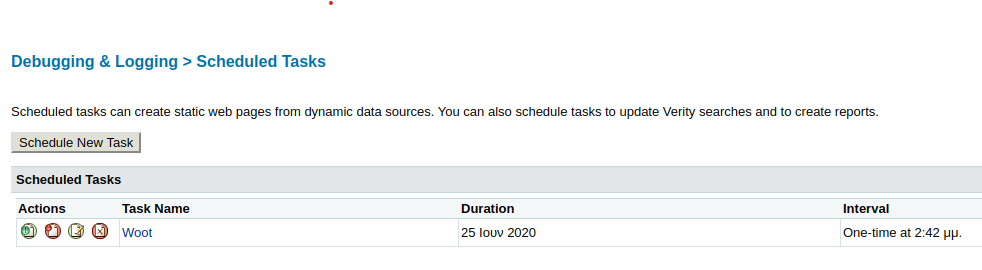 Debugging & Logging > Scheduled Tasks
Scheduled tasks can create static web pages from dynamic data sources. You can also schedule tasks to update Verity searches and to create reports.
Schedule New Task
Scheduled Tasks
Actions Task Name Duration Interval
Woot 25 Ιουν 2020 One-time at 2:42 μμ.